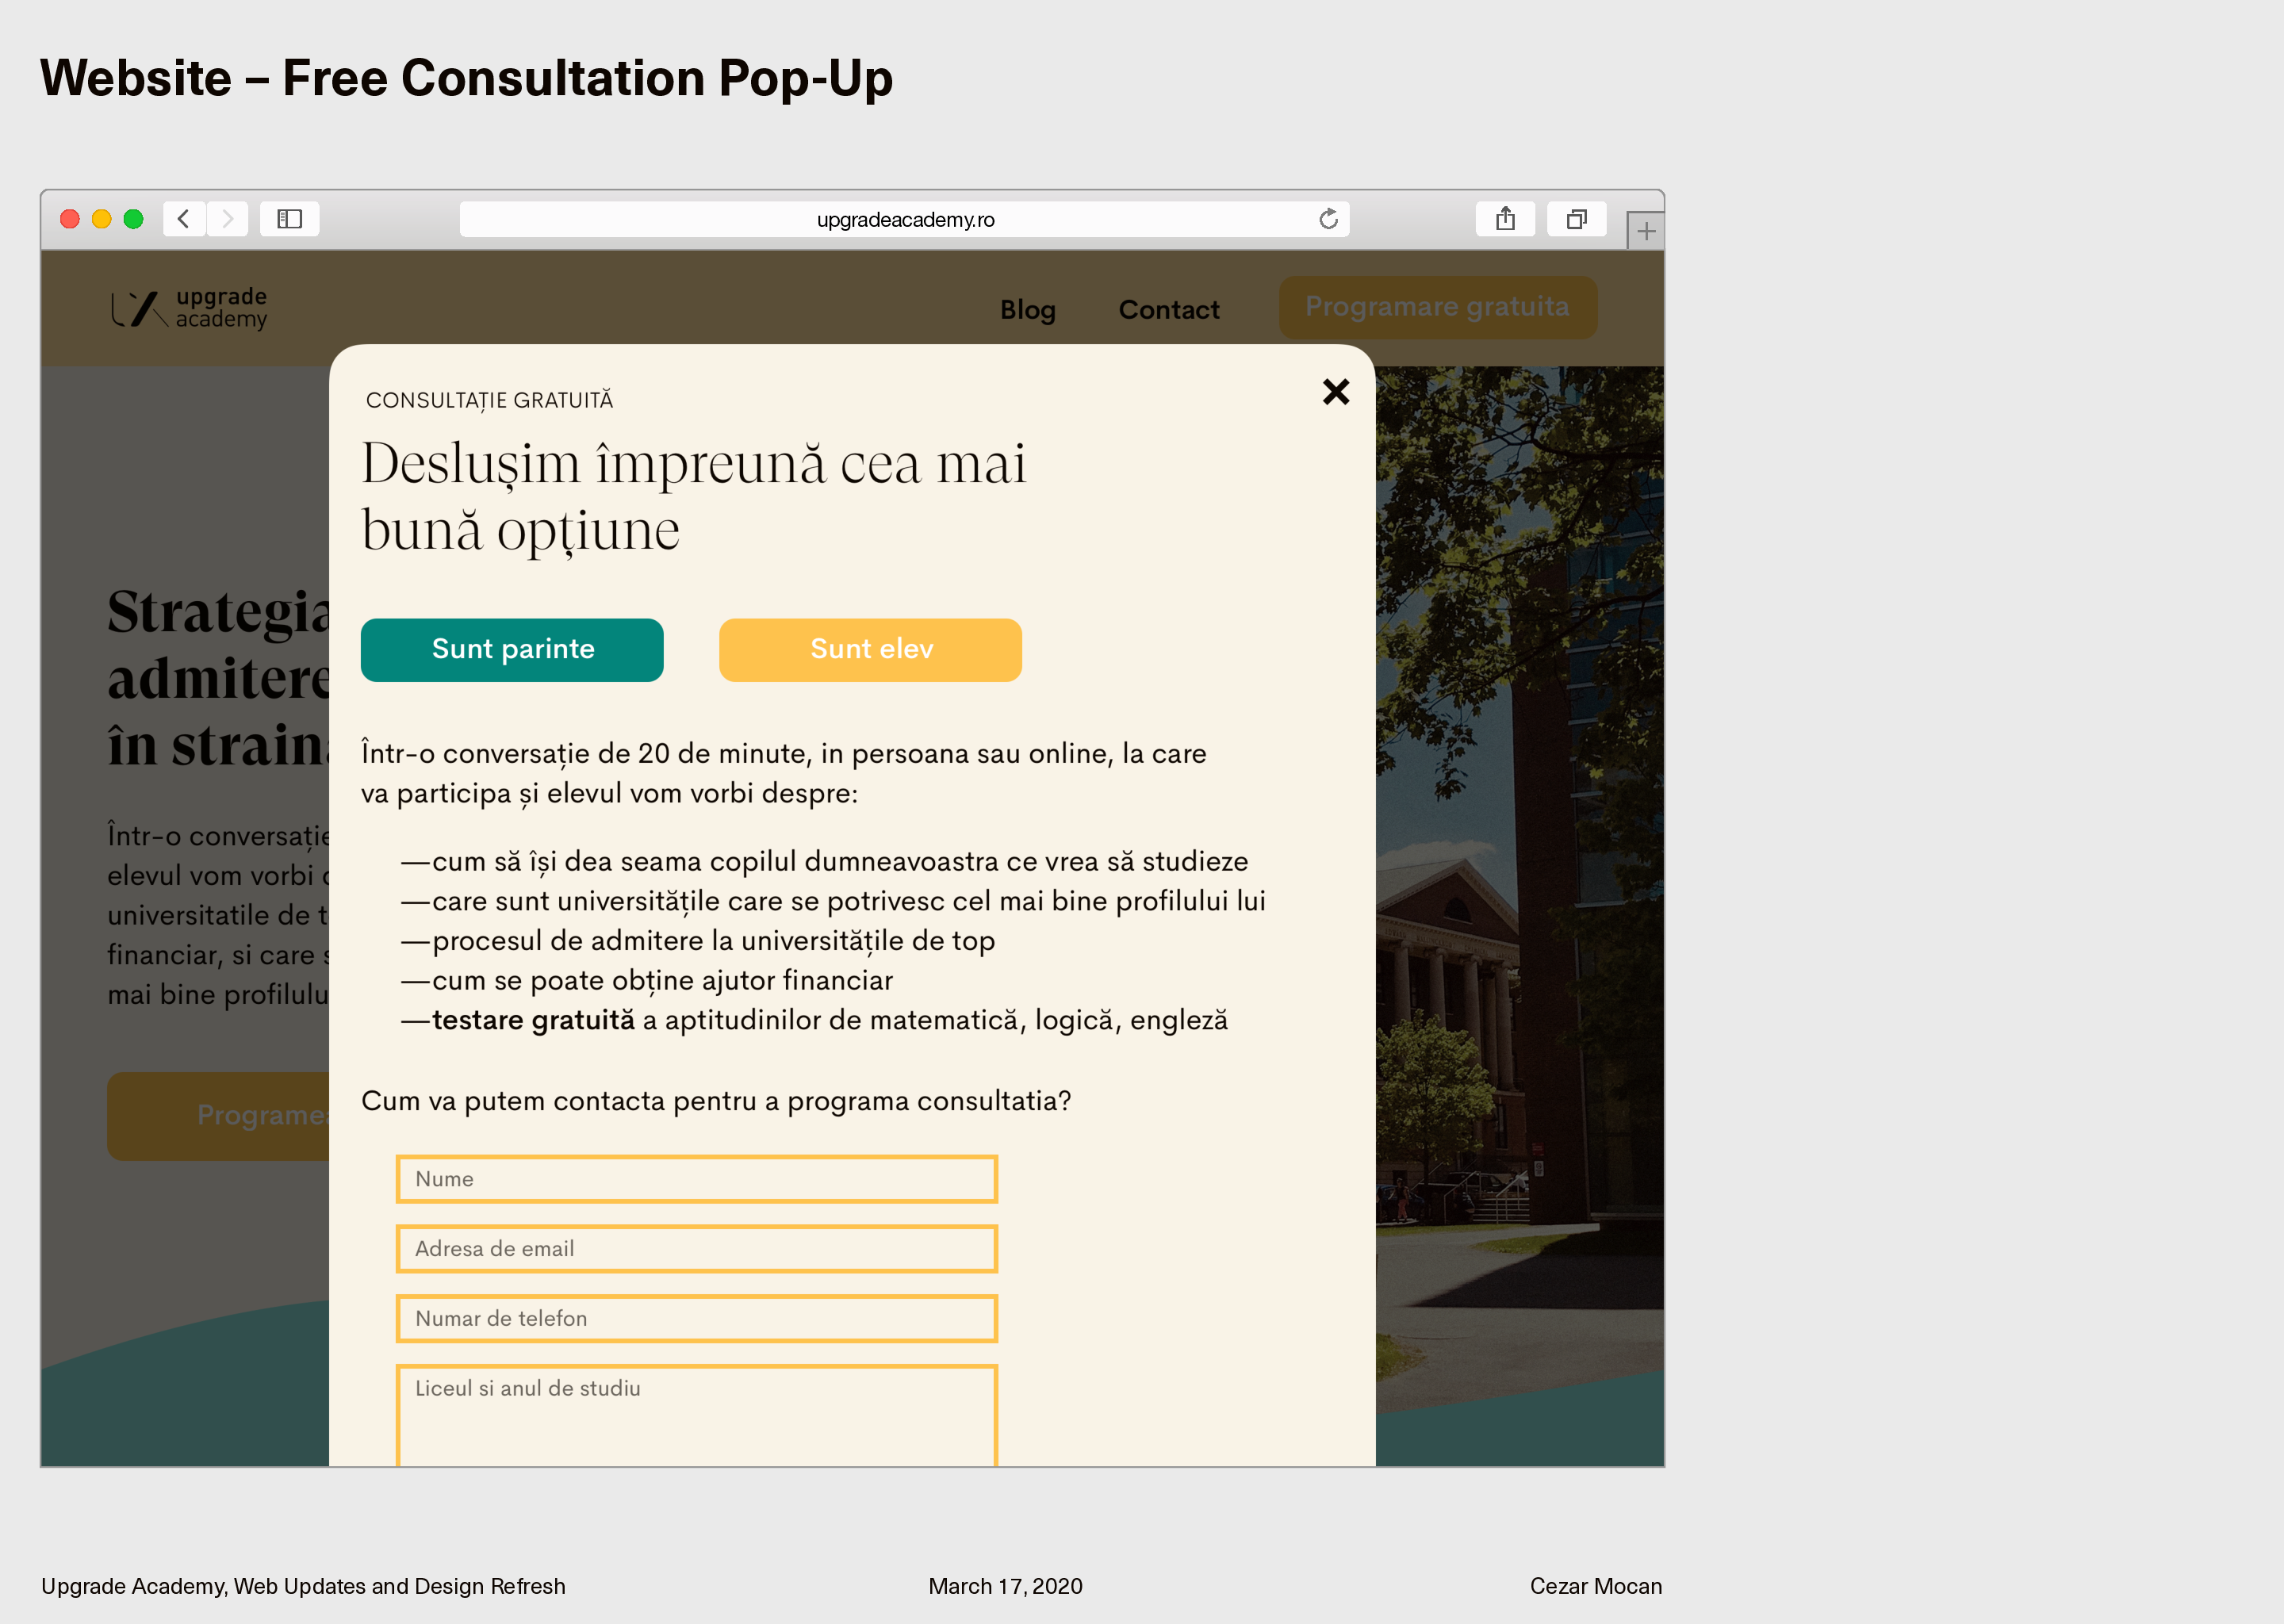 Website – Free Consultation Pop-Up
upgradeacademy.ro
upgrade
academy
Blog
Contact
Programare gratuita
CONSULTAȚIE GRATUITĂ
Deslușim împreună cea mai
bună opțiune
Sunt parinte
Sunt elev
Într-o conversație de 20 de minute, in persoana sau online, la care
va participa și elevul vom vorbi despre:
—cum să își dea seama copilul dumneavoastra ce vrea să studieze
—care sunt universitățile care se potrivesc cel mai bine profilului lui
—procesul de admitere la universitățile de top
—cum se poate obține ajutor financiar
—testare gratuită a aptitudinilor de matematică, logică, engleză
Cum va putem contacta pentru a programa consultatia?
Nume
Adresa de email
Numar de telefon
Liceul si anul de studiu
Strategia
admitere
în strain
Într-o conversație
elevul vom vorbi
universitatile de t
financiar, si care s
mai bine profilulu
Programe
Upgrade Academy, Web Updates and Design Refresh
March 17, 2020
Cezar Mocan